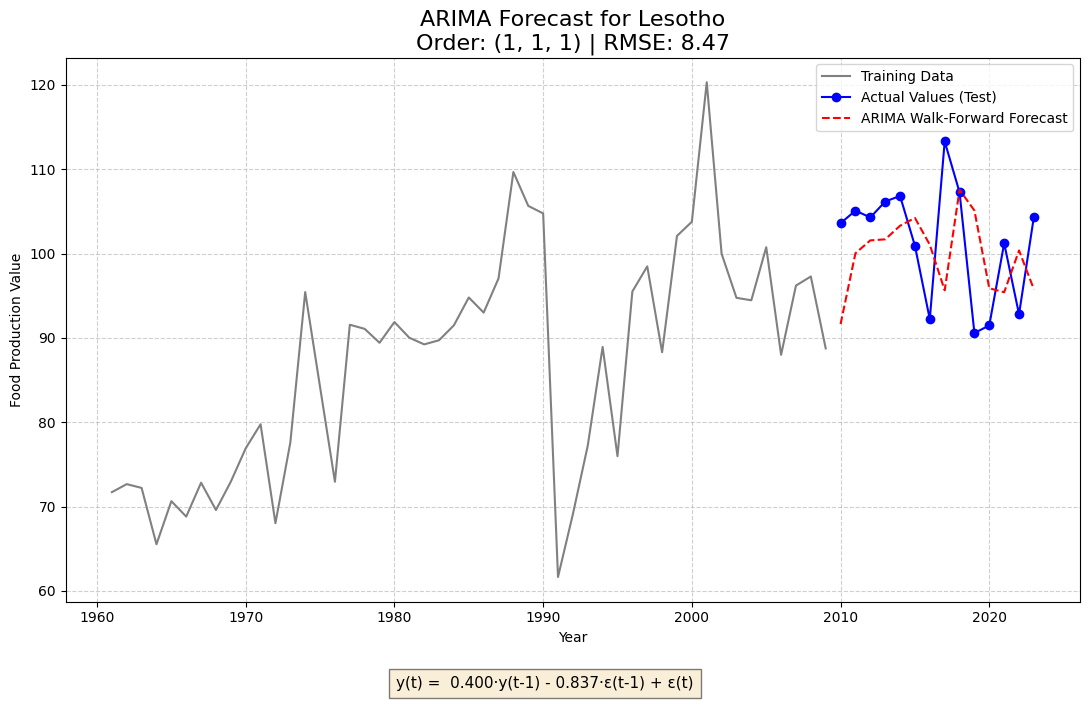 ARIMA Forecast for Lesotho
Order: (1, 1, 1) | RMSE: 8.47
Training Data
Actual Values (Test)
ARIMA Walk-Forward Forecast
Food Production Value
120
110
100
90
80
70
60
1960 1970 1980 1990 2000 2010 2020
Year
y(t) = 0.400·y(t-1) - 0.837·ε(t-1) + ε(t)